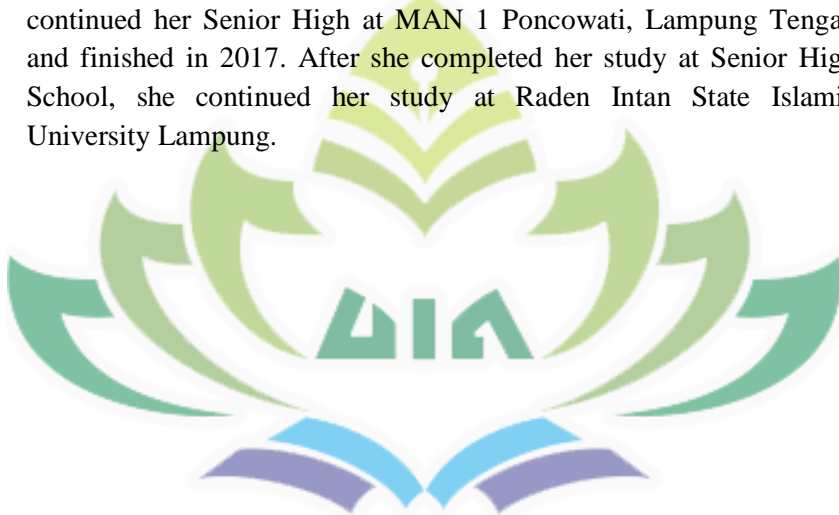 continued her Senior High at MAN 1 Poncowati, Lampung Tenga
and finished in 2017. After she completed her study at Senior Hig
School, she continued her study at Raden Intan State Islami
University Lampung.
UIN